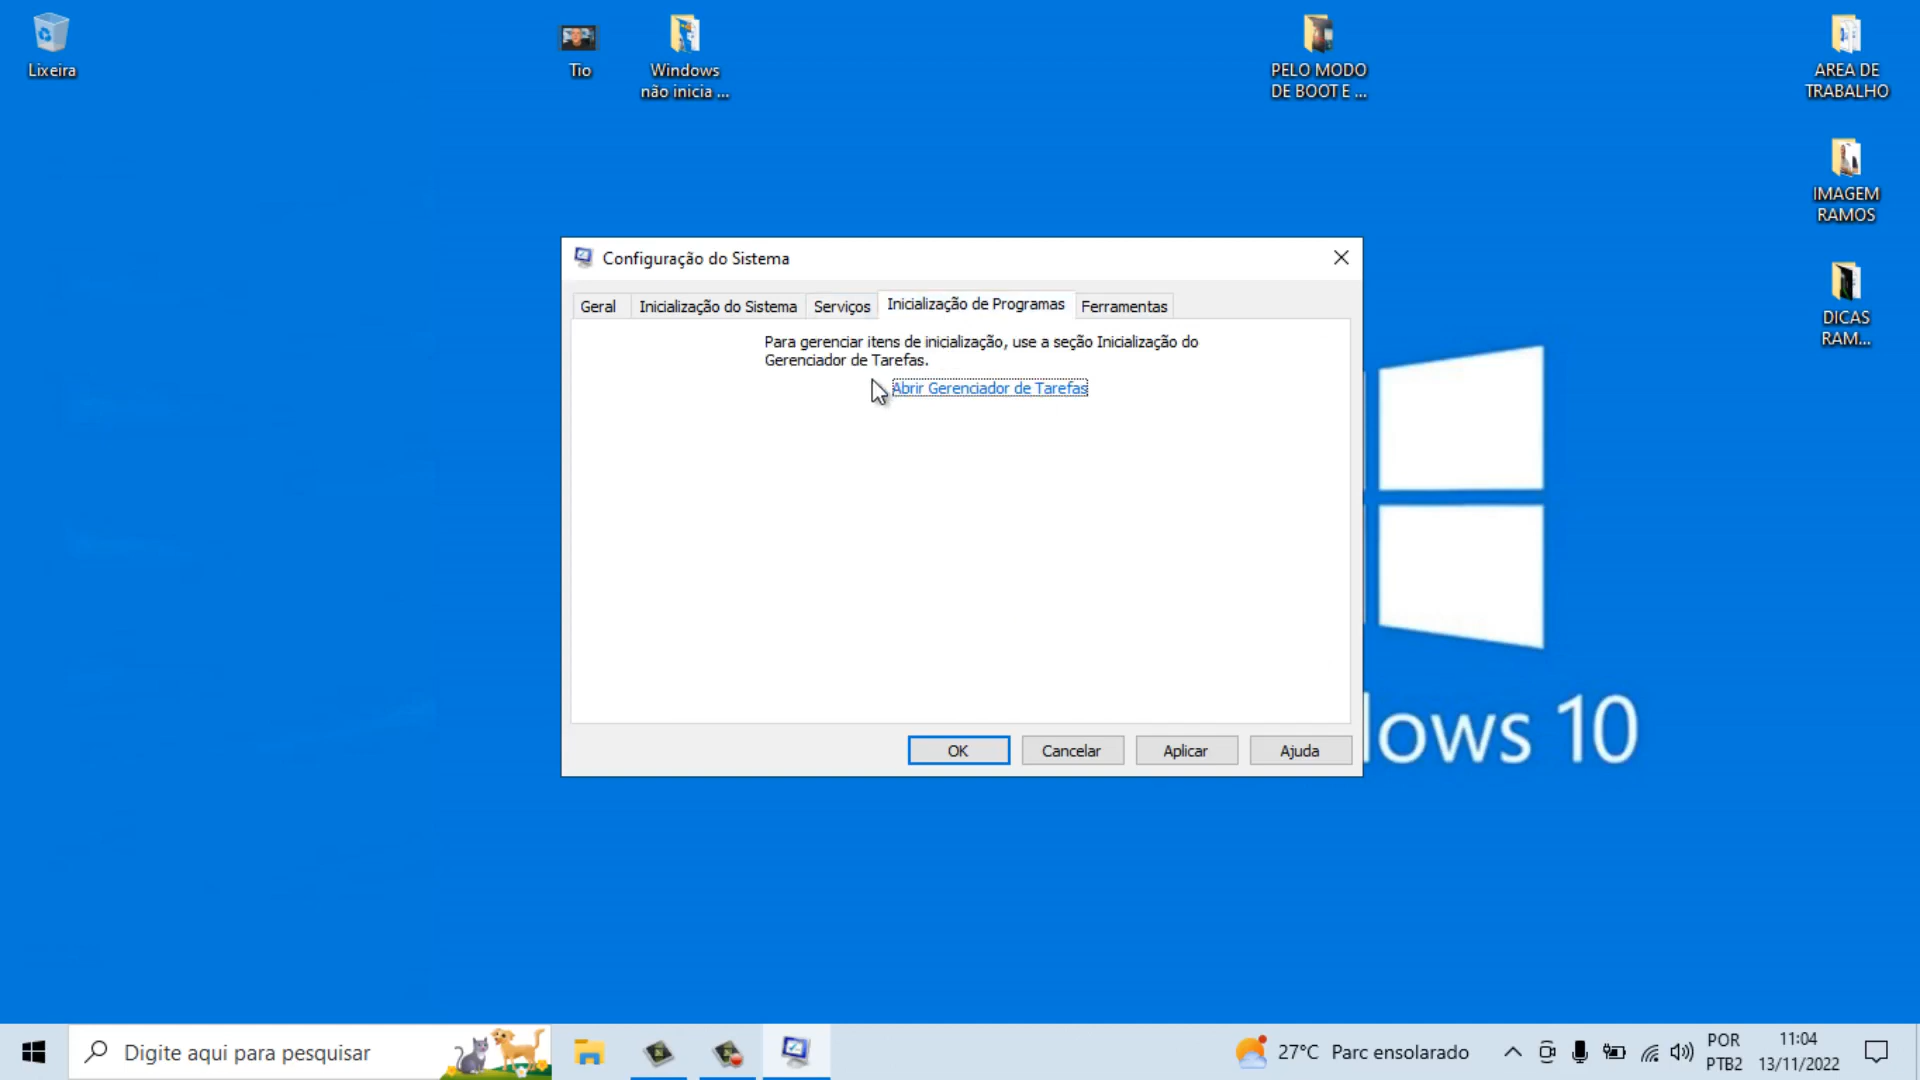 Lixeira
Tio
Windows
não inicia ...
PELO MODO
DE BOOT E ...
AREA DE
TRABALHO
IMAGEM
RAMOS
DICAS
RAM...
Configuração do Sistema
Geral
Inicialização do Sistema
Serviços
Inicialização de Programas
Ferramentas
Para gerenciar itens de inicialização, use a seção Inicialização do
Gerenciador de Tarefas.
Abrir Gerenciador de Tarefas
OK
Cancelar
Aplicar
Ajuda
lows 10
Digite aqui para pesquisar
27°C Parc ensolarado
POR
PTB2
11:04
13/11/2022